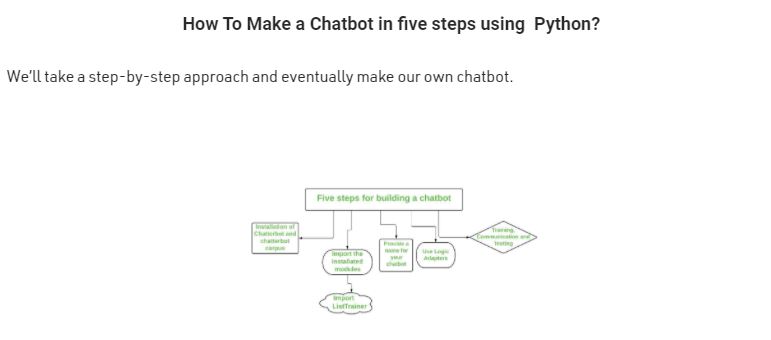 How To Make a Chatbot in five steps using Python?
We'll take a step-by-step approach and eventually make our own chatbot.
Five steps for building a chatbot
Installation of
Chatterbot and
chatterbot
corpus
Import the
installated
modules
Import
ListTrainer
Provide a
name for
your
chatbot
Use Logic
Adapters
Training,
Communication and
Testing